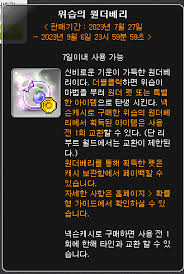 위습의 원더베리
< 판매기간 : 2023년 7월 27일
~ 2023년 9월 6일 23시 59분 59초 >
7일이내 사용 가능
신비로운 기운이 가득한 원더베
리이다. 더블클릭하면 위습이
마법을 부려 원더 펫 또는 특별
한 아이템으로 탄생 시킨다. 넥
슨캐시로 구매한 위습의 원더베
리에서 획득된 아이템은 사용
전 1회 교환할 수 있다. (단 리
부트 월드에서는 교환이 제한된
다.)
원더베리를 통해 획득한 펫은
캐시 보관함에서 페이백할 수
있습니다.
자세한 사항은 홈페이지 > 확률
형 가이드에서 확인하실 수 있
습니다.
넥슨캐시로 구매하면 사용 전 1
회에 한해 타인과 교환 할 수 있
습니다.